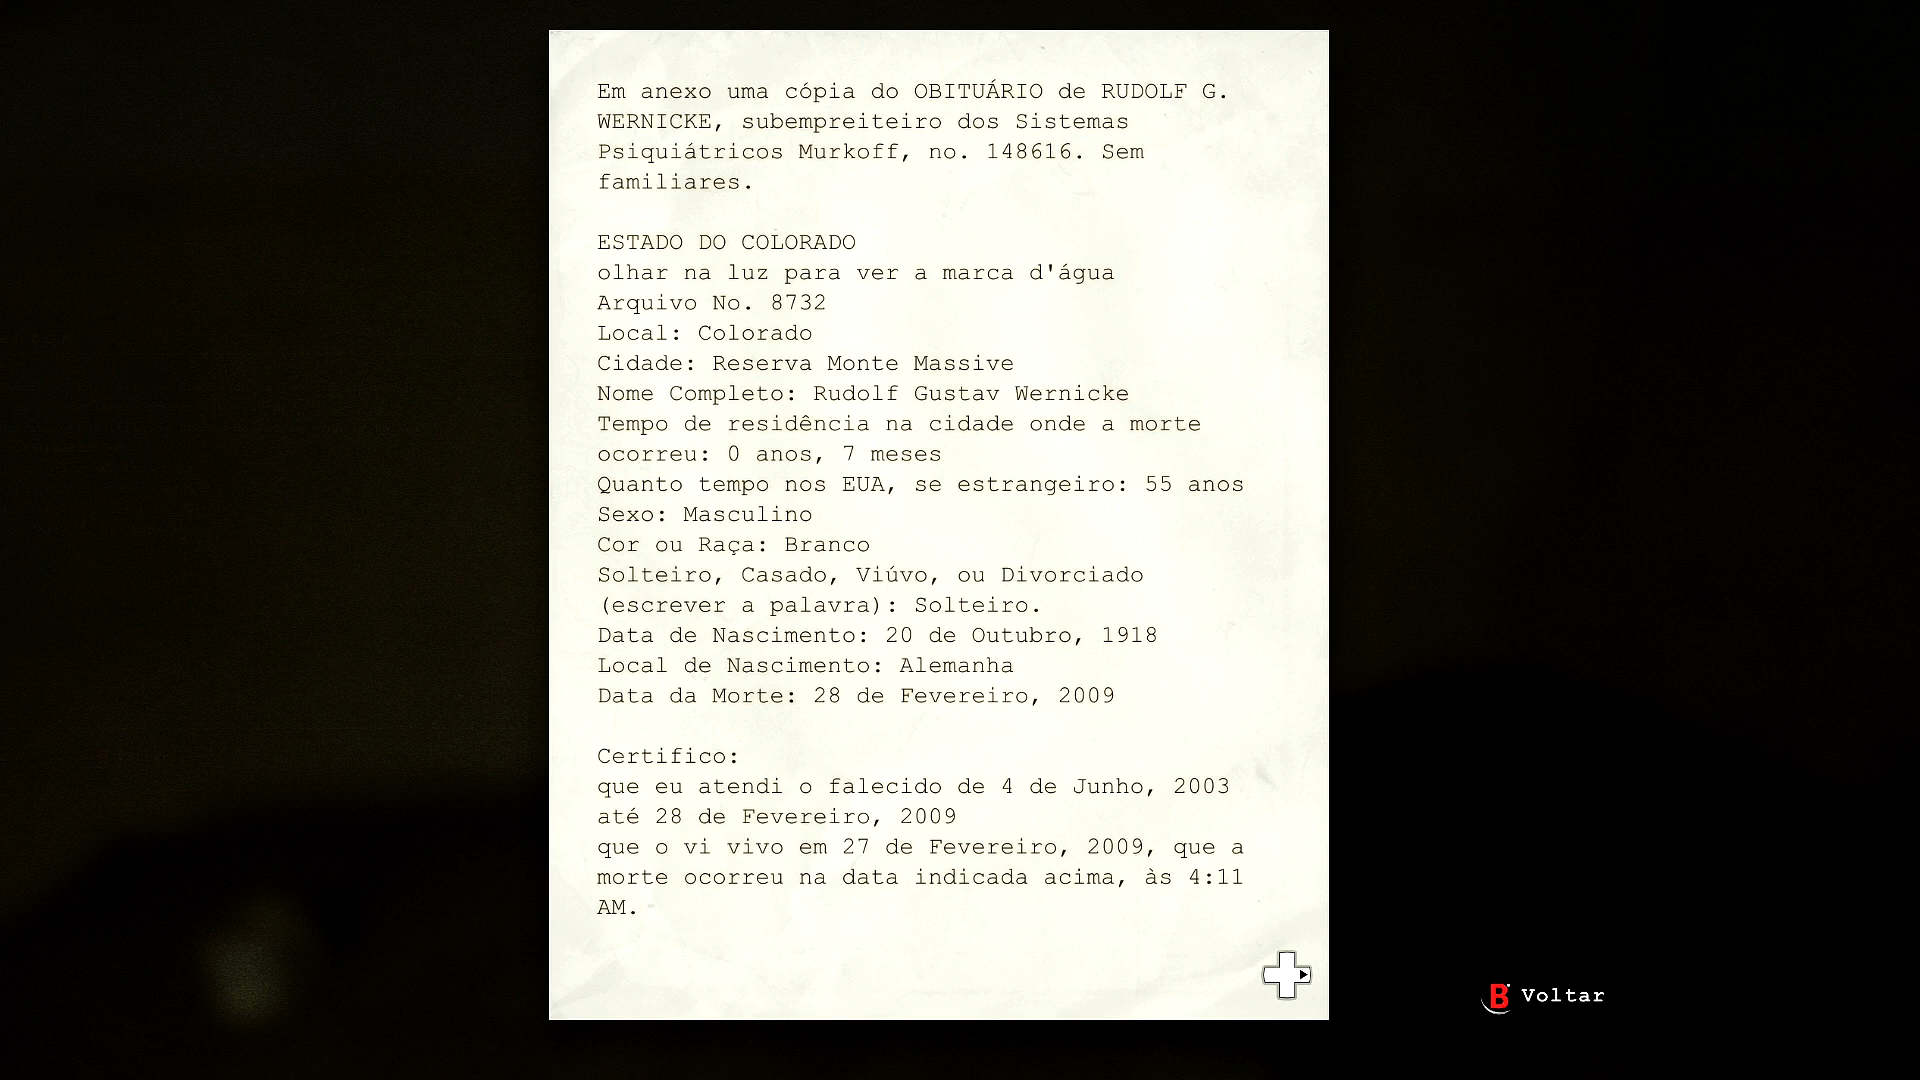 Em anexo uma cópia do OBITUÁRIO de RUDOLF G.
WERNICKE, subempreiteiro dos Sistemas
Psiquiátricos Murkoff, no. 148616. Sem
familiares.
ESTADO DO COLORADO
olhar na luz para ver a marca d'água
Arquivo No. 8732
Local: Colorado
Cidade: Reserva Monte Massive
Nome Completo: Rudolf Gustav Wernicke
Tempo de residência na cidade onde a morte
ocorreu: 0 anos, 7 meses
Quanto tempo nos EUA, se estrangeiro: 55 anos
Sexo: Masculino
Cor ou Raça: Branco
Solteiro, Casado, Viúvo, ou Divorciado
(escrever a palavra): Solteiro.
Data de Nascimento: 20 de Outubro, 1918
Local de Nascimento: Alemanha
Data da Morte: 28 de Fevereiro, 2009
Certifico:
que eu atendi o falecido de 4 de Junho, 2003
até 28 de Fevereiro, 2009
que o vi vivo em 27 de Fevereiro, 2009, que a
morte ocorreu na data indicada acima, às 4:11
AM.
B Voltar